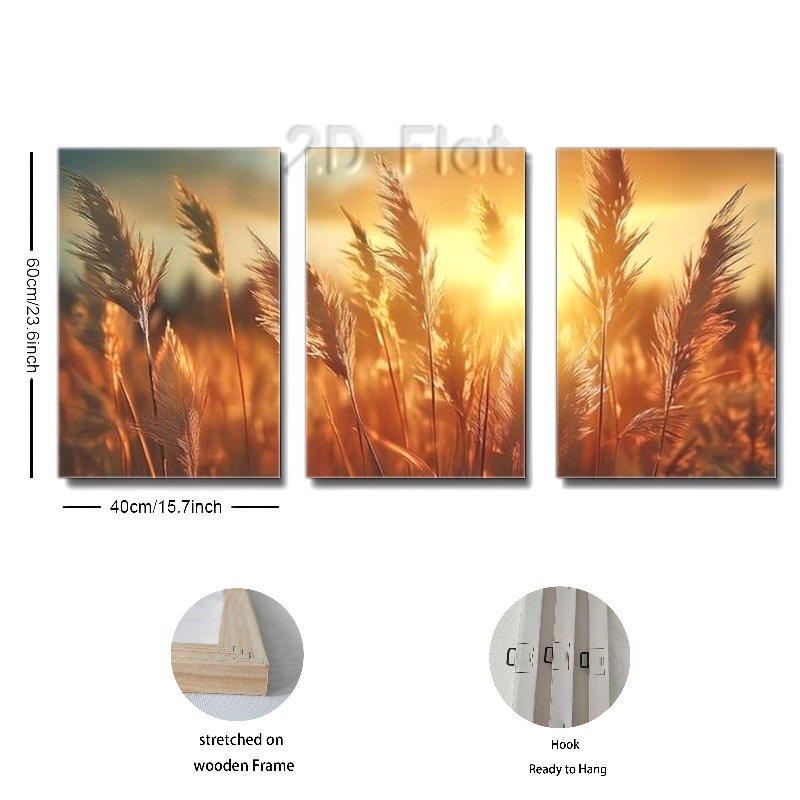 2D Flat
60cm/23.6inch
40cm/15.7inch
stretched on
wooden Frame
Hook
Ready to Hang